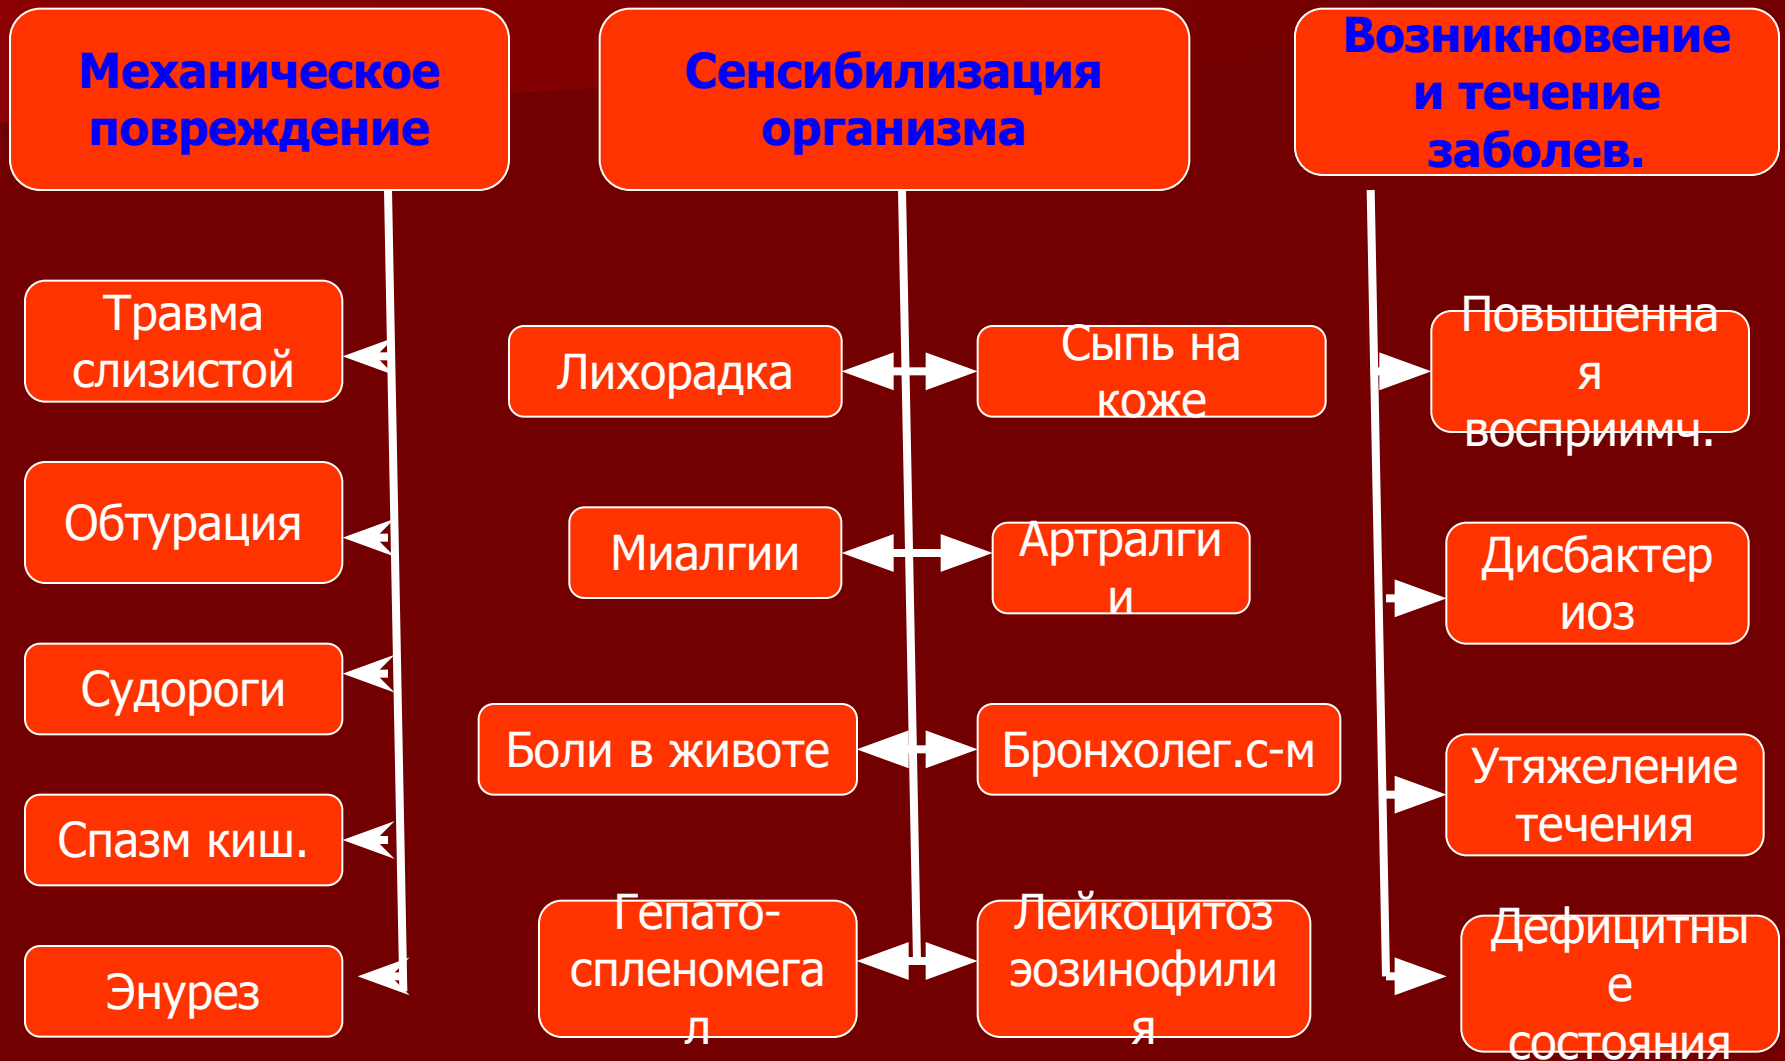 Механическое
повреждение
Сенсибилизация
организма
Возникновение
и течение
заболев.
Травма
слизистой
Обтурация
Судороги
Спазм киш.
Энурез
Лихорадка
Сыпь на
коже
Миалгии
Артралги
и
Боли в животе
Бронхолег.с-м
Гепато-
спленомега
л
Лейкоцитоз
эозинофили
я
Повышенна
я
восприимч.
Дисбактер
иоз
Утяжеление
течения
Дефицитны
е
состояния